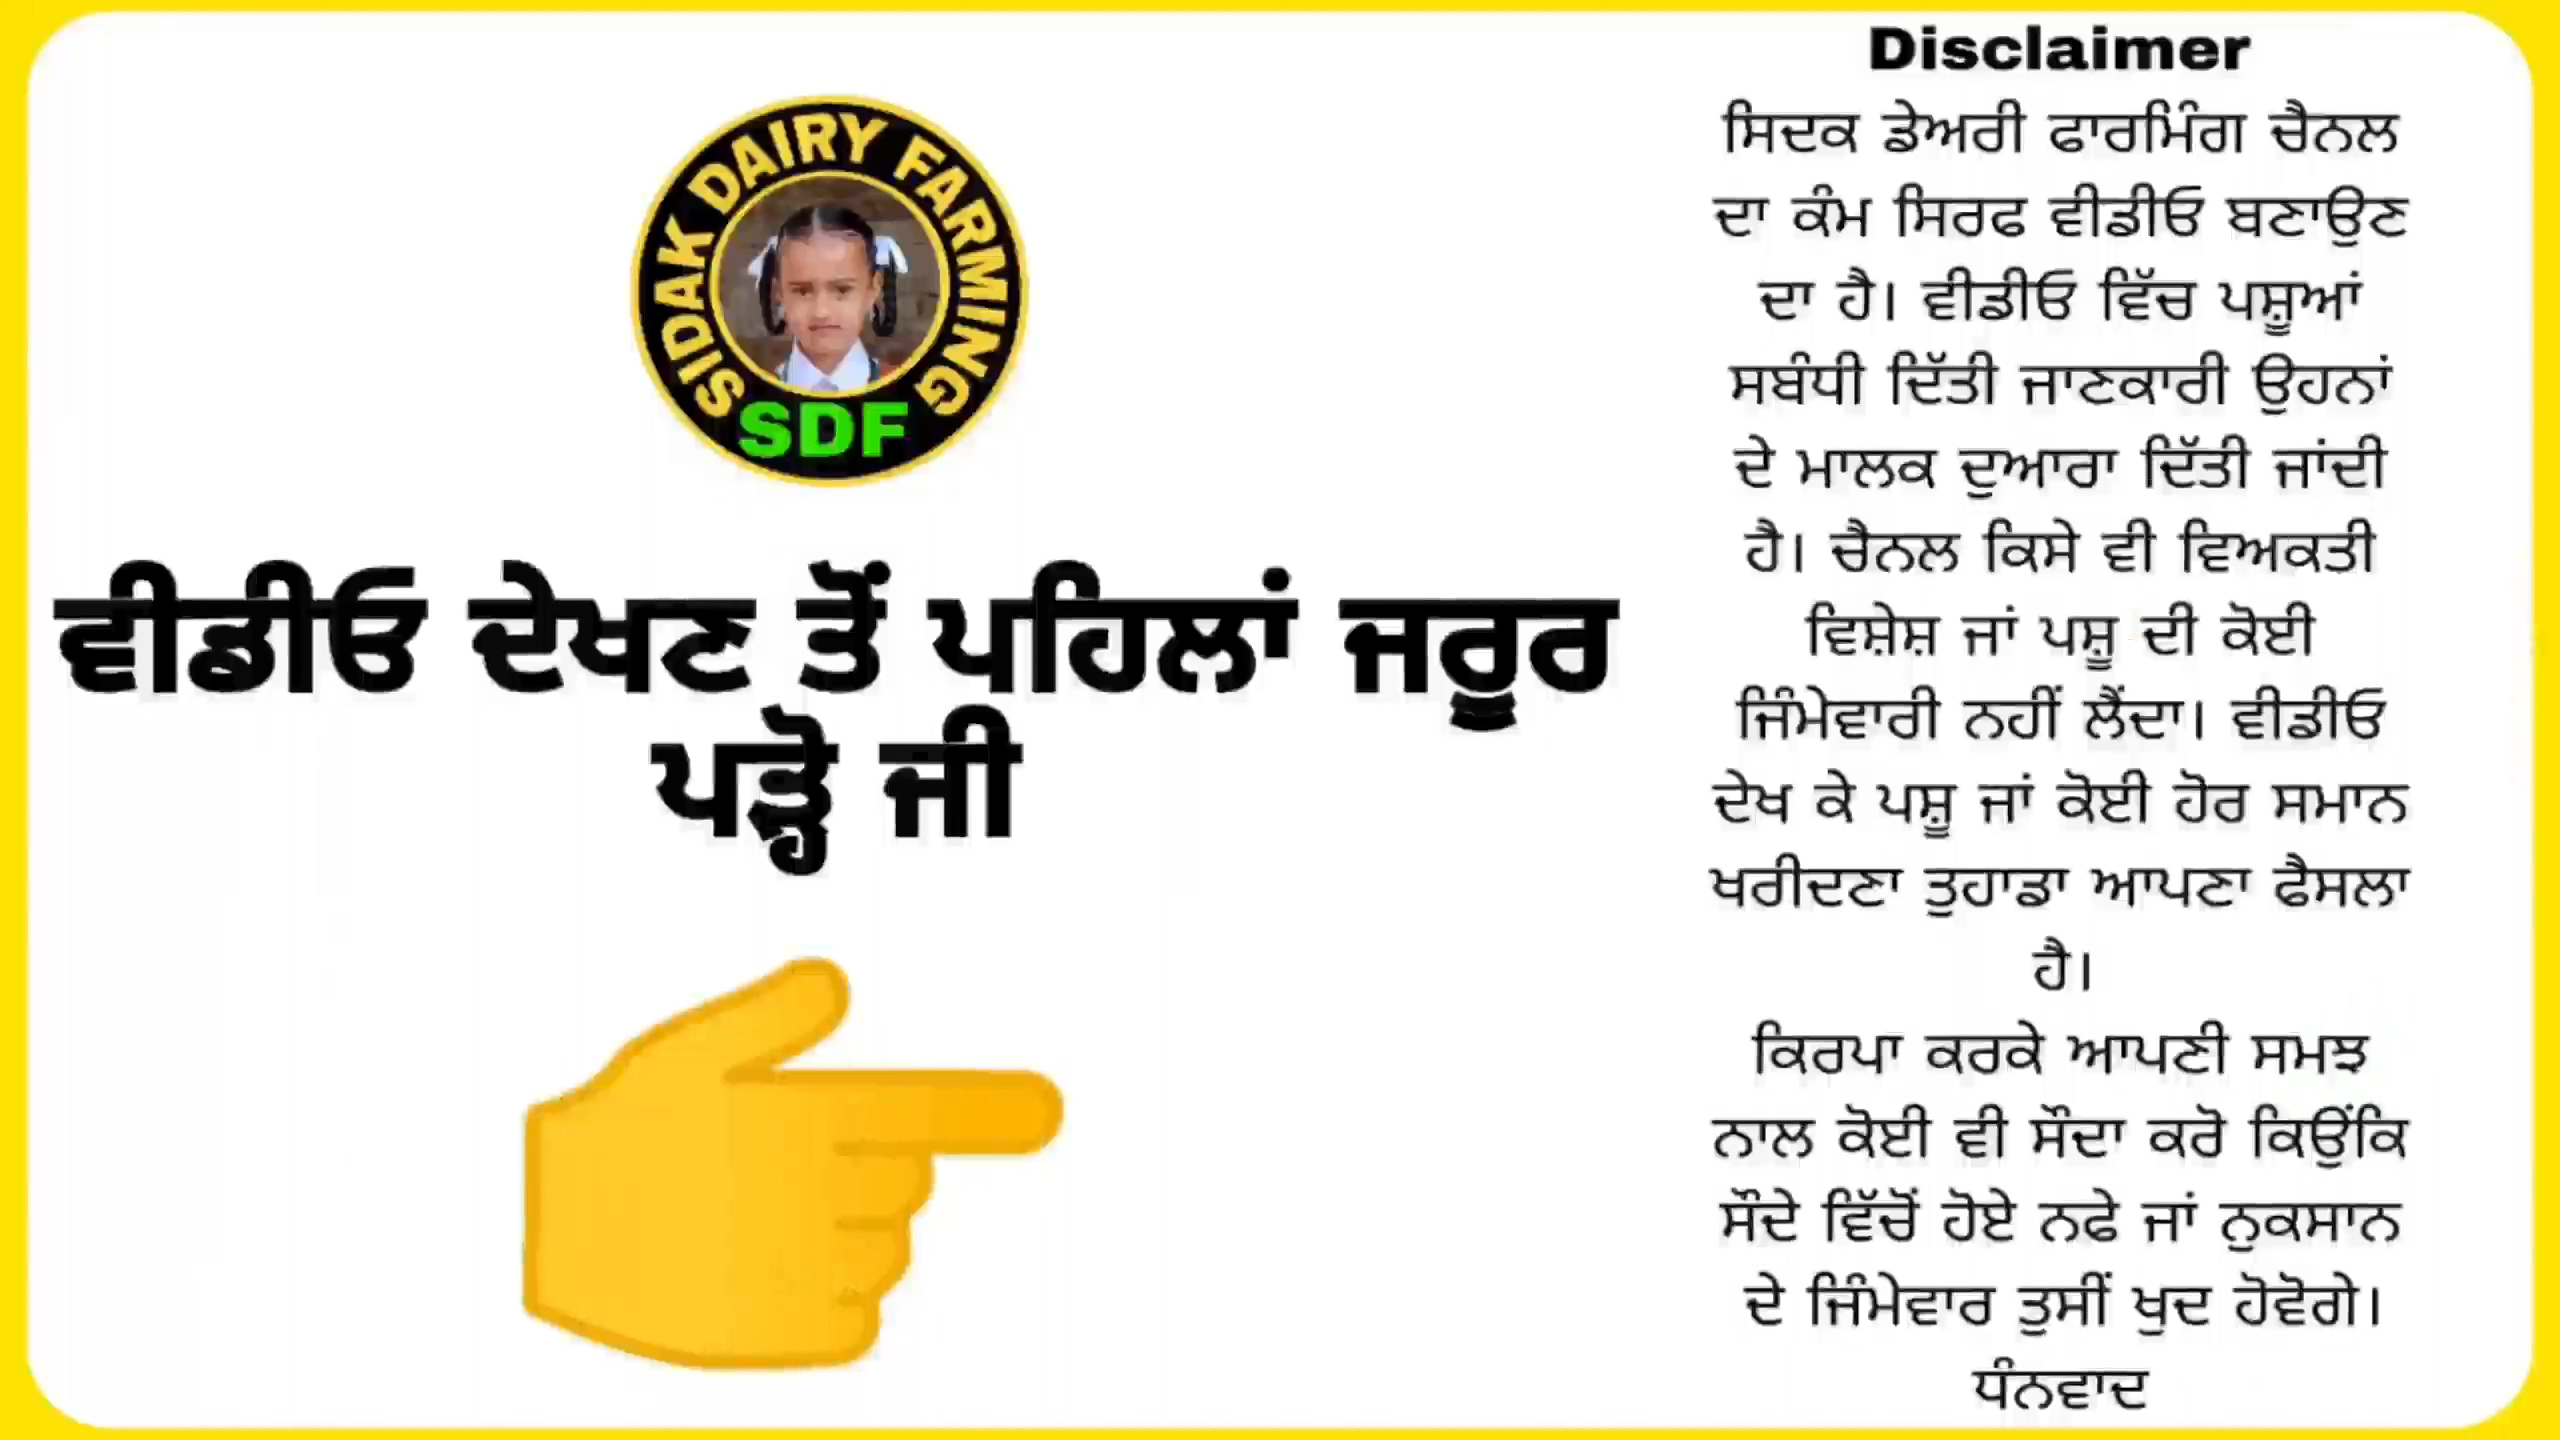 SIDAK DAIRY FARMING
SDF
ਵੀਡੀਓ ਦੇਖਣ ਤੋਂ ਪਹਿਲਾਂ ਜਰੂਰ
ਪੜ੍ਹੋ ਜੀ
Disclaimer
ਸਿਦਕ ਡੇਅਰੀ ਫਾਰਮਿੰਗ ਚੈਨਲ
ਦਾ ਕੰਮ ਸਿਰਫ ਵੀਡੀਓ ਬਣਾਉਣ
ਦਾ ਹੈ। ਵੀਡੀਓ ਵਿੱਚ ਪਸ਼ੂਆਂ
ਸਬੰਧੀ ਦਿੱਤੀ ਜਾਣਕਾਰੀ ਉਹਨਾਂ
ਦੇ ਮਾਲਕ ਦੁਆਰਾ ਦਿੱਤੀ ਜਾਂਦੀ
ਹੈ। ਚੈਨਲ ਕਿਸੇ ਵੀ ਵਿਅਕਤੀ
ਵਿਸ਼ੇਸ਼ ਜਾਂ ਪਸ਼ੂ ਦੀ ਕੋਈ
ਜਿੰਮੇਵਾਰੀ ਨਹੀਂ ਲੈਂਦਾ। ਵੀਡੀਓ
ਦੇਖ ਕੇ ਪਸ਼ੂ ਜਾਂ ਕੋਈ ਹੋਰ ਸਮਾਨ
ਖਰੀਦਣਾ ਤੁਹਾਡਾ ਆਪਣਾ ਫੈਸਲਾ
ਹੈ।
ਕਿਰਪਾ ਕਰਕੇ ਆਪਣੀ ਸਮਝ
ਨਾਲ ਕੋਈ ਵੀ ਸੌਦਾ ਕਰੋ ਕਿਉਂਕਿ
ਸੌਦੇ ਵਿੱਚੋਂ ਹੋਏ ਨਫੇ ਜਾਂ ਨੁਕਸਾਨ
ਦੇ ਜਿੰਮੇਵਾਰ ਤੁਸੀਂ ਖੁਦ ਹੋਵੋਗੇ।
ਧੰਨਵਾਦ